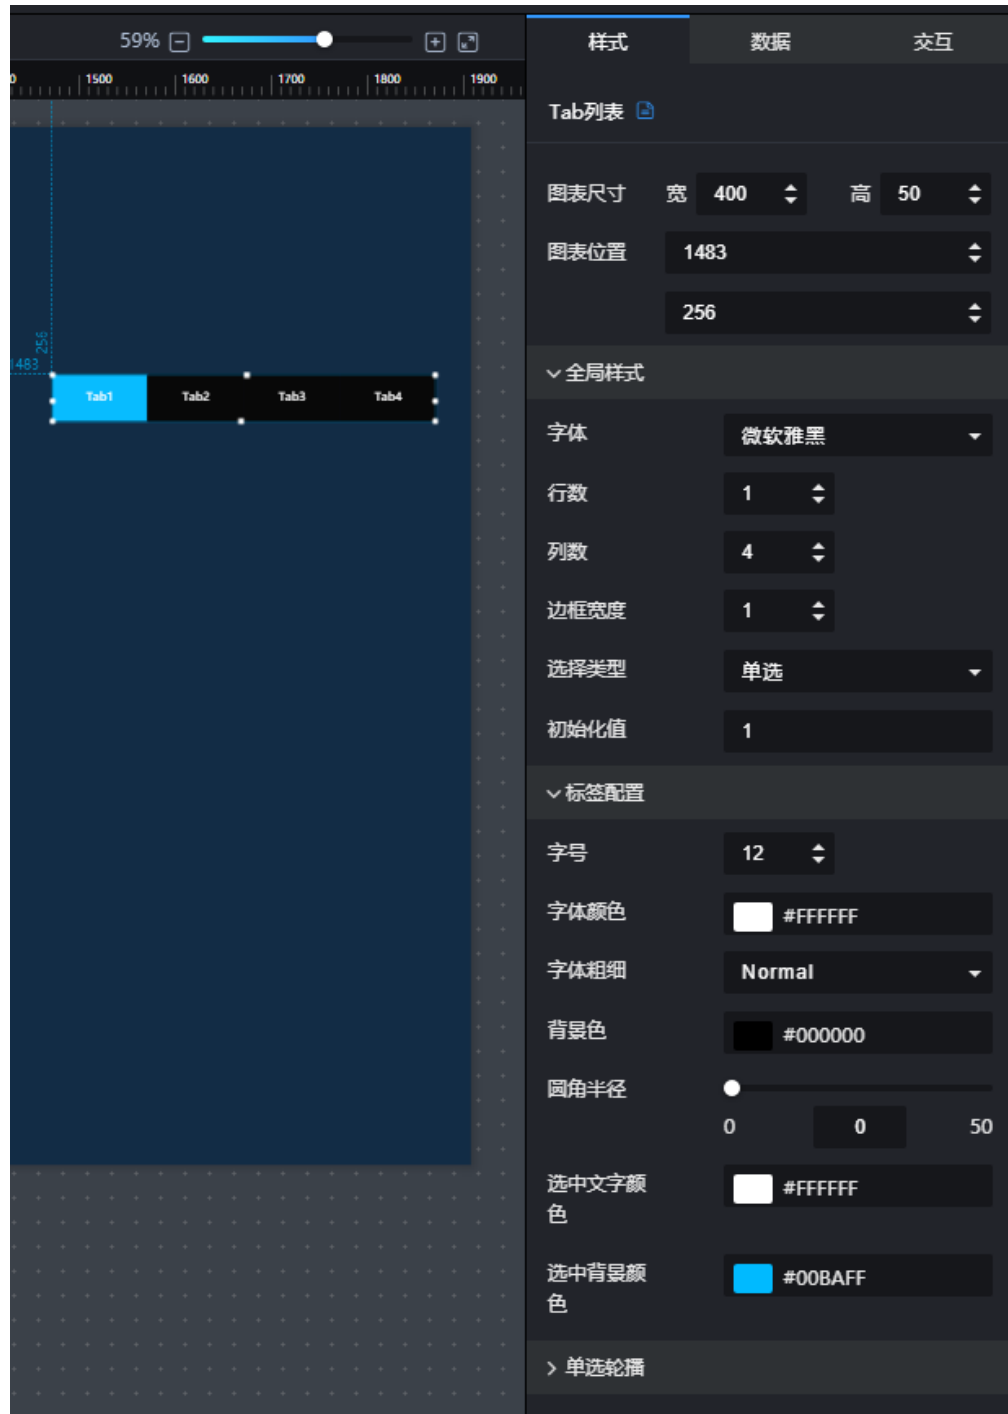 59%
样式 数据 交互
0 1500 1600 1700 1800 1900
Tab列表
图表尺寸 宽 400 高 50
图表位置 1483
256
256
1483
Tab1 Tab2 Tab3 Tab4
全局样式
字体 微软雅黑
行数 1
列数 4
边框宽度 1
选择类型 单选
初始化值 1
标签配置
字号 12
字体颜色 #FFFFFF
字体粗细 Normal
背景色 #000000
圆角半径
0 0 50
选中文字颜 #FFFFFF
色
选中背景颜 #00BAFF
色
单选轮播